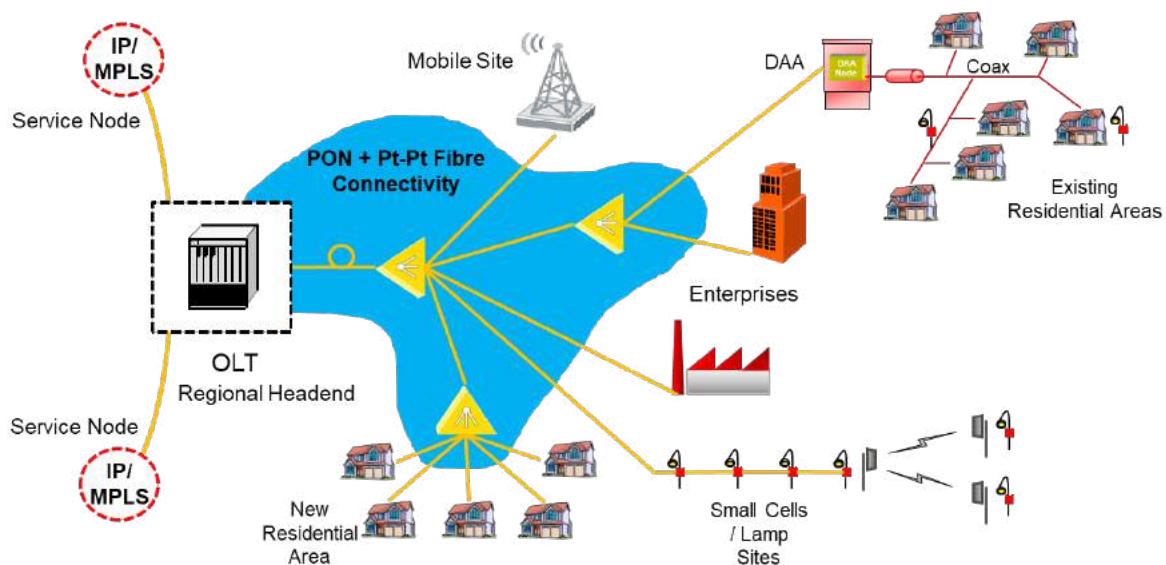 IP/
MPLS
Service Node
Mobile Site
DAA
DAA
Node
Coax
PON + Pt-Pt Fibre
Connectivity
Existing
Residential Areas
Enterprises
OLT
Regional Headend
Service Node
IP/
MPLS
New
Residential
Area
Small Cells
/ Lamp
Sites